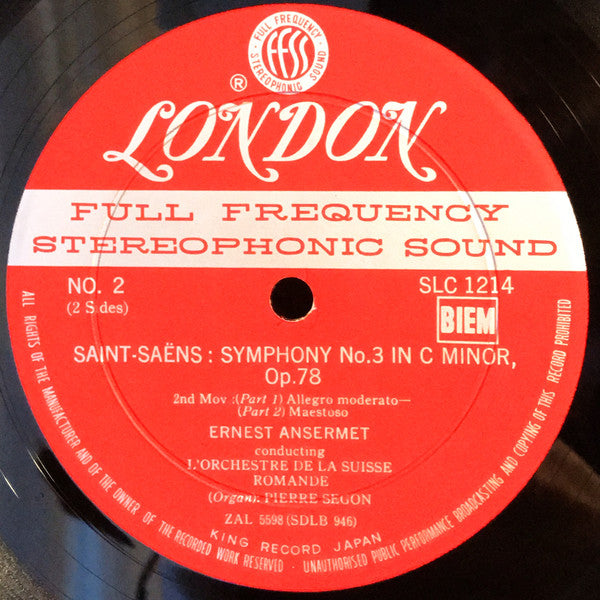 FULL FREQUENCY
FFSS
STEREOPHONIC SOUND
®
LONDON
FULL FREQUENCY
STEREOPHONIC SOUND
NO. 2
(2 Sides)
SLC 1214
BIEM
SAINT-SAËNS : SYMPHONY No.3 IN C MINOR,
Op.78
2nd Mov :(Part 1) Allegro moderato—
(Part 2) Maestoso
ERNEST ANSERMET
conducting
L'ORCHESTRE DE LA SUISSE
ROMANDE
(Organ): PIERRE SEGON
ZAL 5598 (SDLB 946)
KING RECORD JAPAN
ALL RIGHTS OF THE MANUFACTURER AND OF THE OWNER OF THE RECORDED WORK RESERVED · UNAUTHORISED PUBLIC PERFORMANCE BROADCASTING AND COPYING OF THIS RECORD PROHIBITED